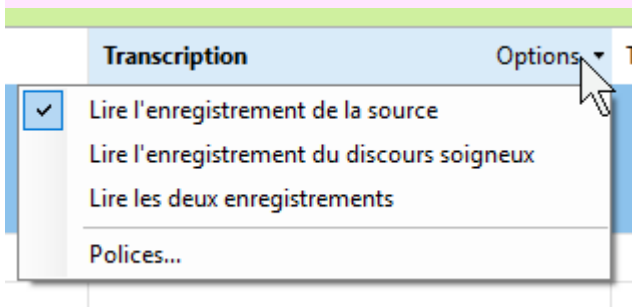 Transcription Options
Lire l'enregistrement de la source
Lire l'enregistrement du discours soigneux
Lire les deux enregistrements
Polices...